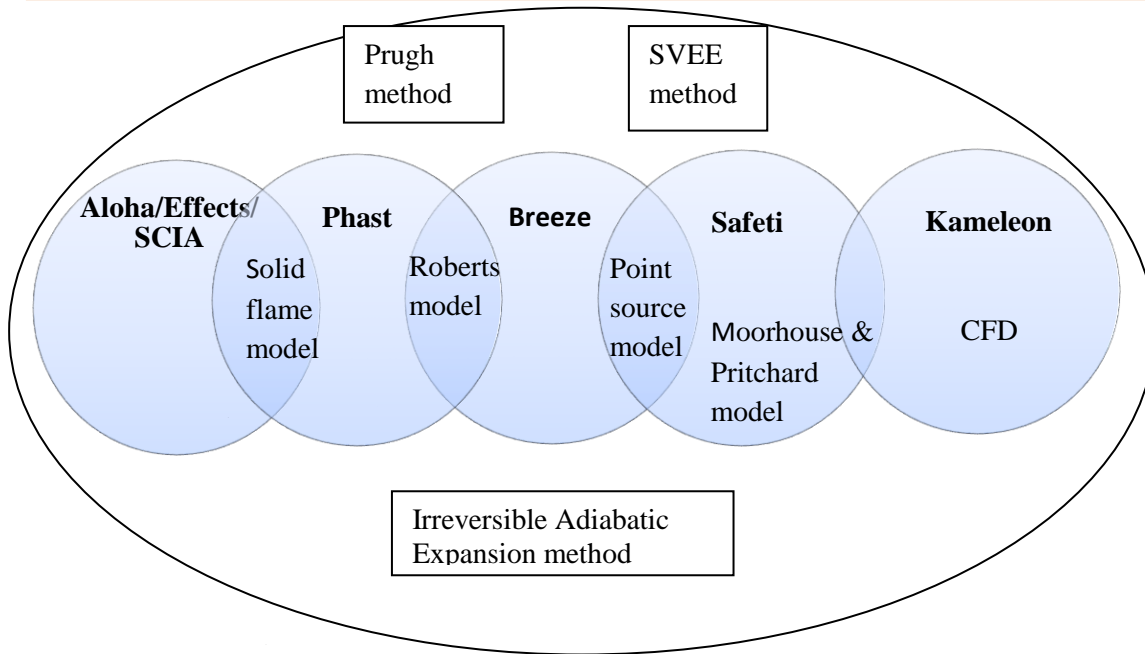 Prugh
method
SVEE
method
Aloha/Effects/
SCIA
Phast
Breeze
Safeti
Kameleon
Solid
flame
model
Roberts
model
Point
source
model
Moorhouse &
Pritchard
model
CFD
Irreversible Adiabatic
Expansion method